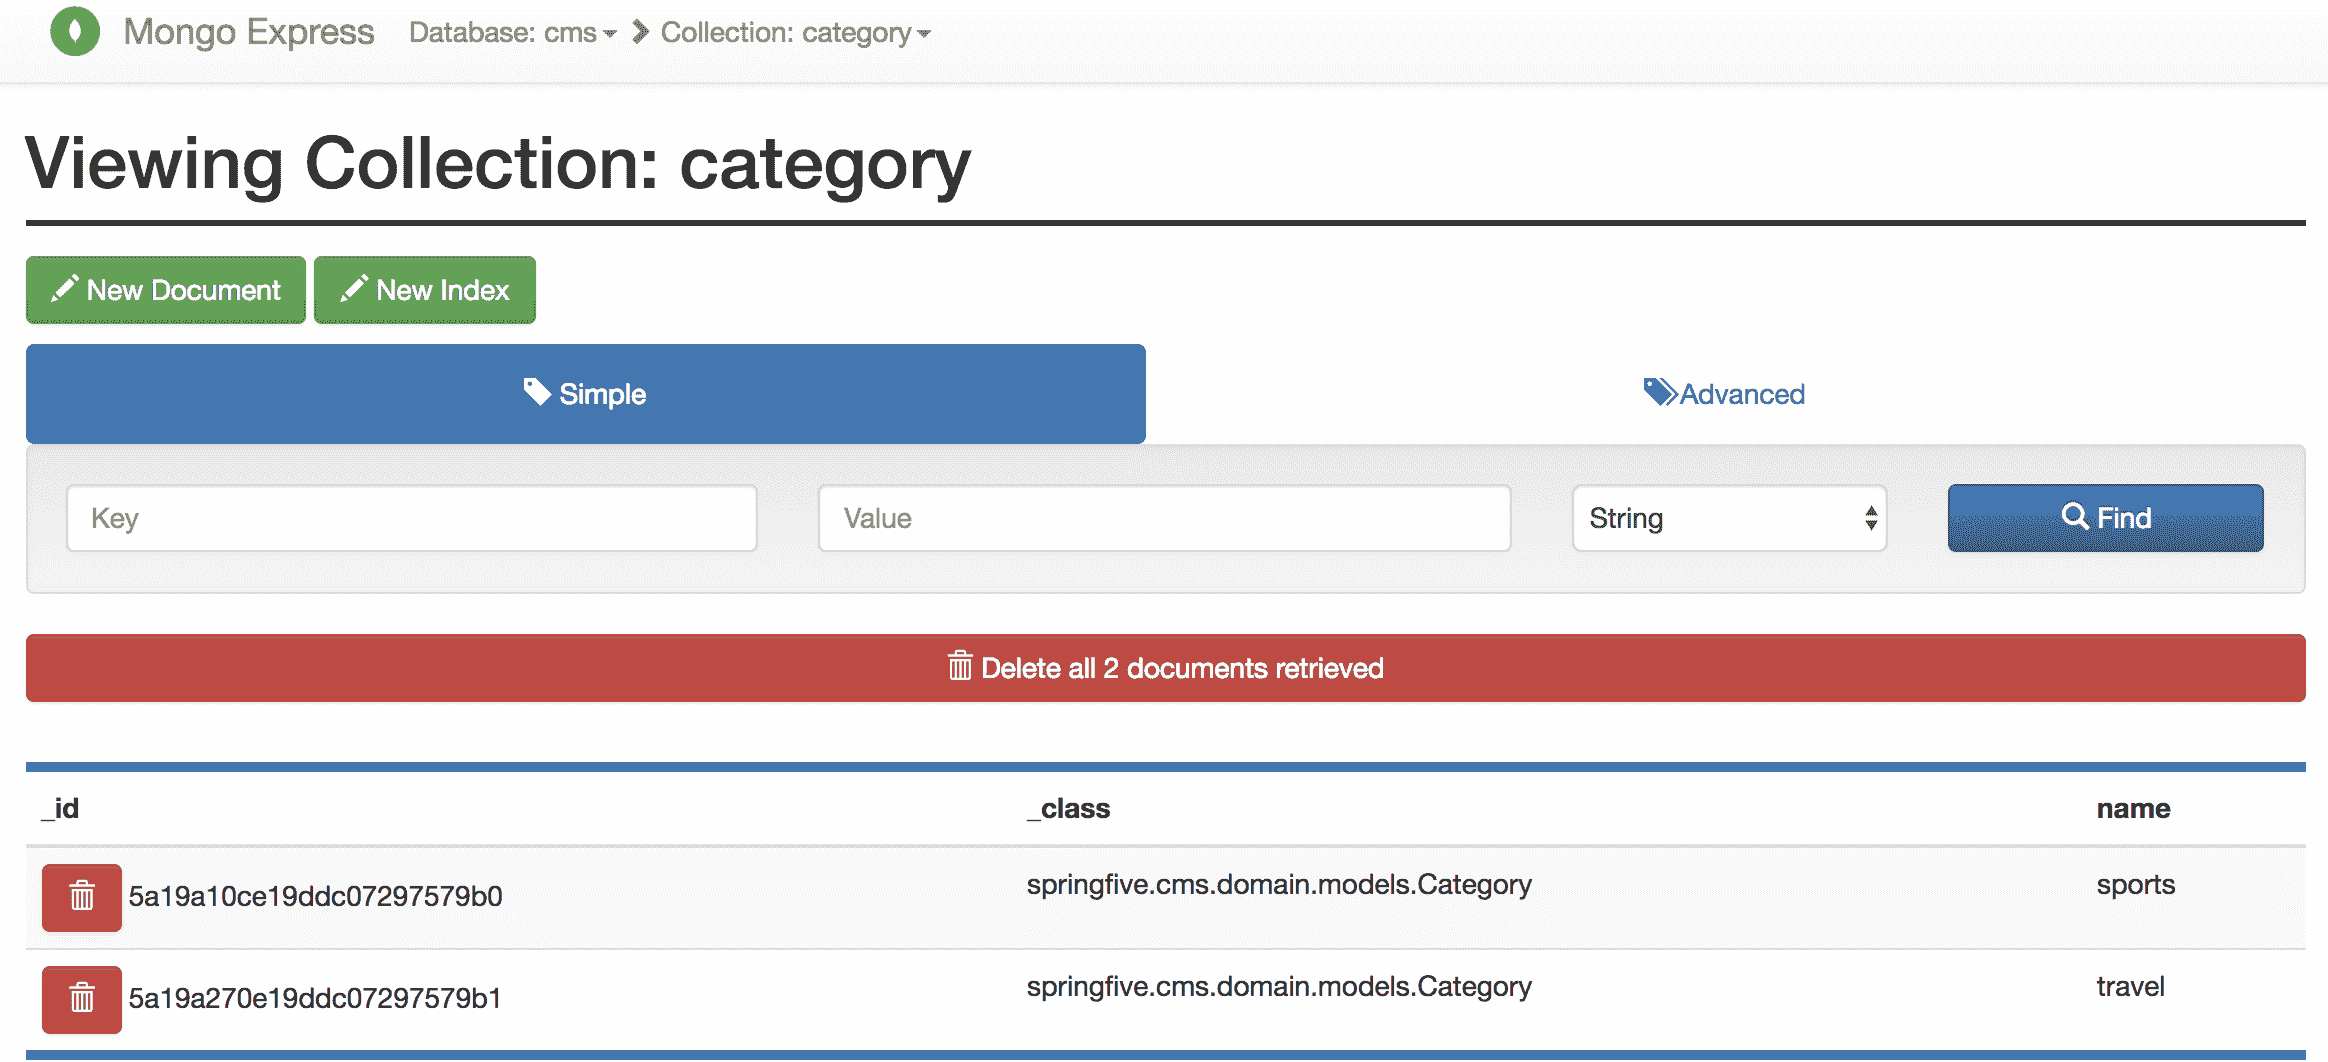 Mongo Express Database: cms Collection: category
Viewing Collection: category
New Document New Index
Simple Advanced
Key Value String Find
Delete all 2 documents retrieved
_id _class name
5a19a10ce19ddc07297579b0 springfive.cms.domain.models.Category sports
5a19a270e19ddc07297579b1 springfive.cms.domain.models.Category travel